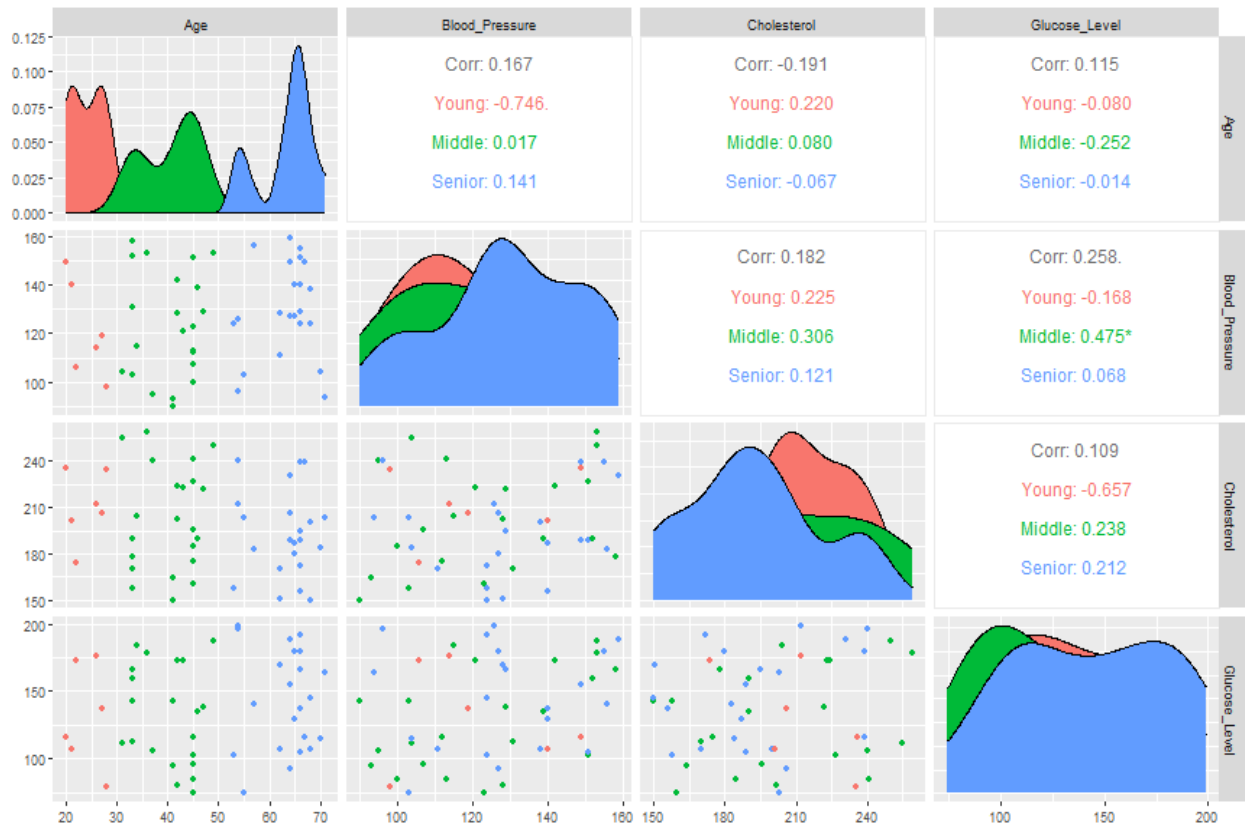 Age Blood_Pressure Cholesterol Glucose_Level
0.125
0.100
0.075
0.050
0.025
0.000
Corr: 0.167
Young: -0.746.
Middle: 0.017
Senior: 0.141
Corr: -0.191
Young: 0.220
Middle: 0.080
Senior: -0.067
Corr: 0.115
Young: -0.080
Middle: -0.252
Senior: -0.014
Age
160
140
120
100
Corr: 0.182
Young: 0.225
Middle: 0.306
Senior: 0.121
Corr: 0.258.
Young: -0.168
Middle: 0.475*
Senior: 0.068
Blood_Pressure
240
210
180
150
Corr: 0.109
Young: -0.657
Middle: 0.238
Senior: 0.212
Cholesterol
200
150
100
Glucose_Level
20 30 40 50 60 70
100 120 140 160
150 180 210 240
100 150 200